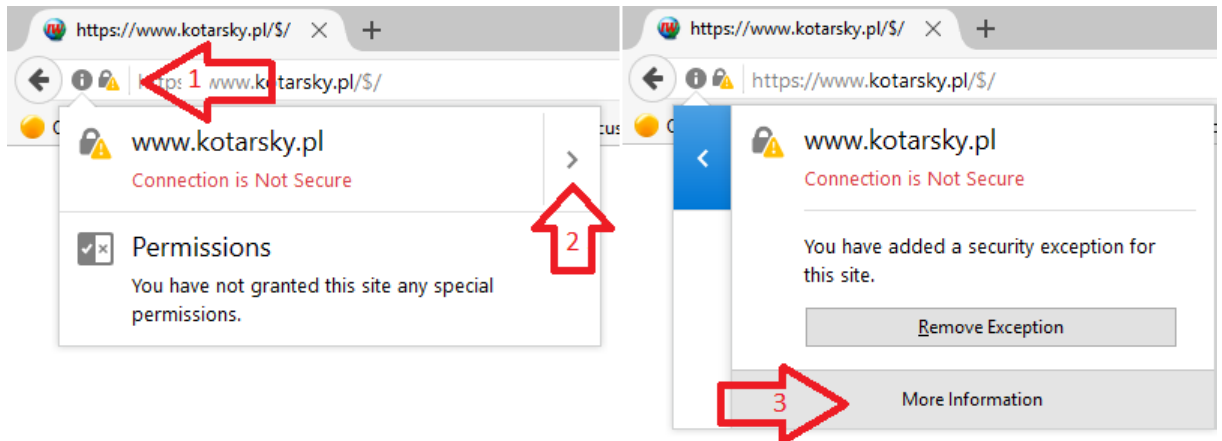 https://www.kotarsky.pl/$/
1 www.kotarsky.pl/$/
www.kotarsky.pl
Connection is Not Secure
2
Permissions
You have not granted this site any special
permissions.
https://www.kotarsky.pl/$/
https://www.kotarsky.pl/$/
www.kotarsky.pl
Connection is Not Secure
You have added a security exception for
this site.
Remove Exception
3 More Information